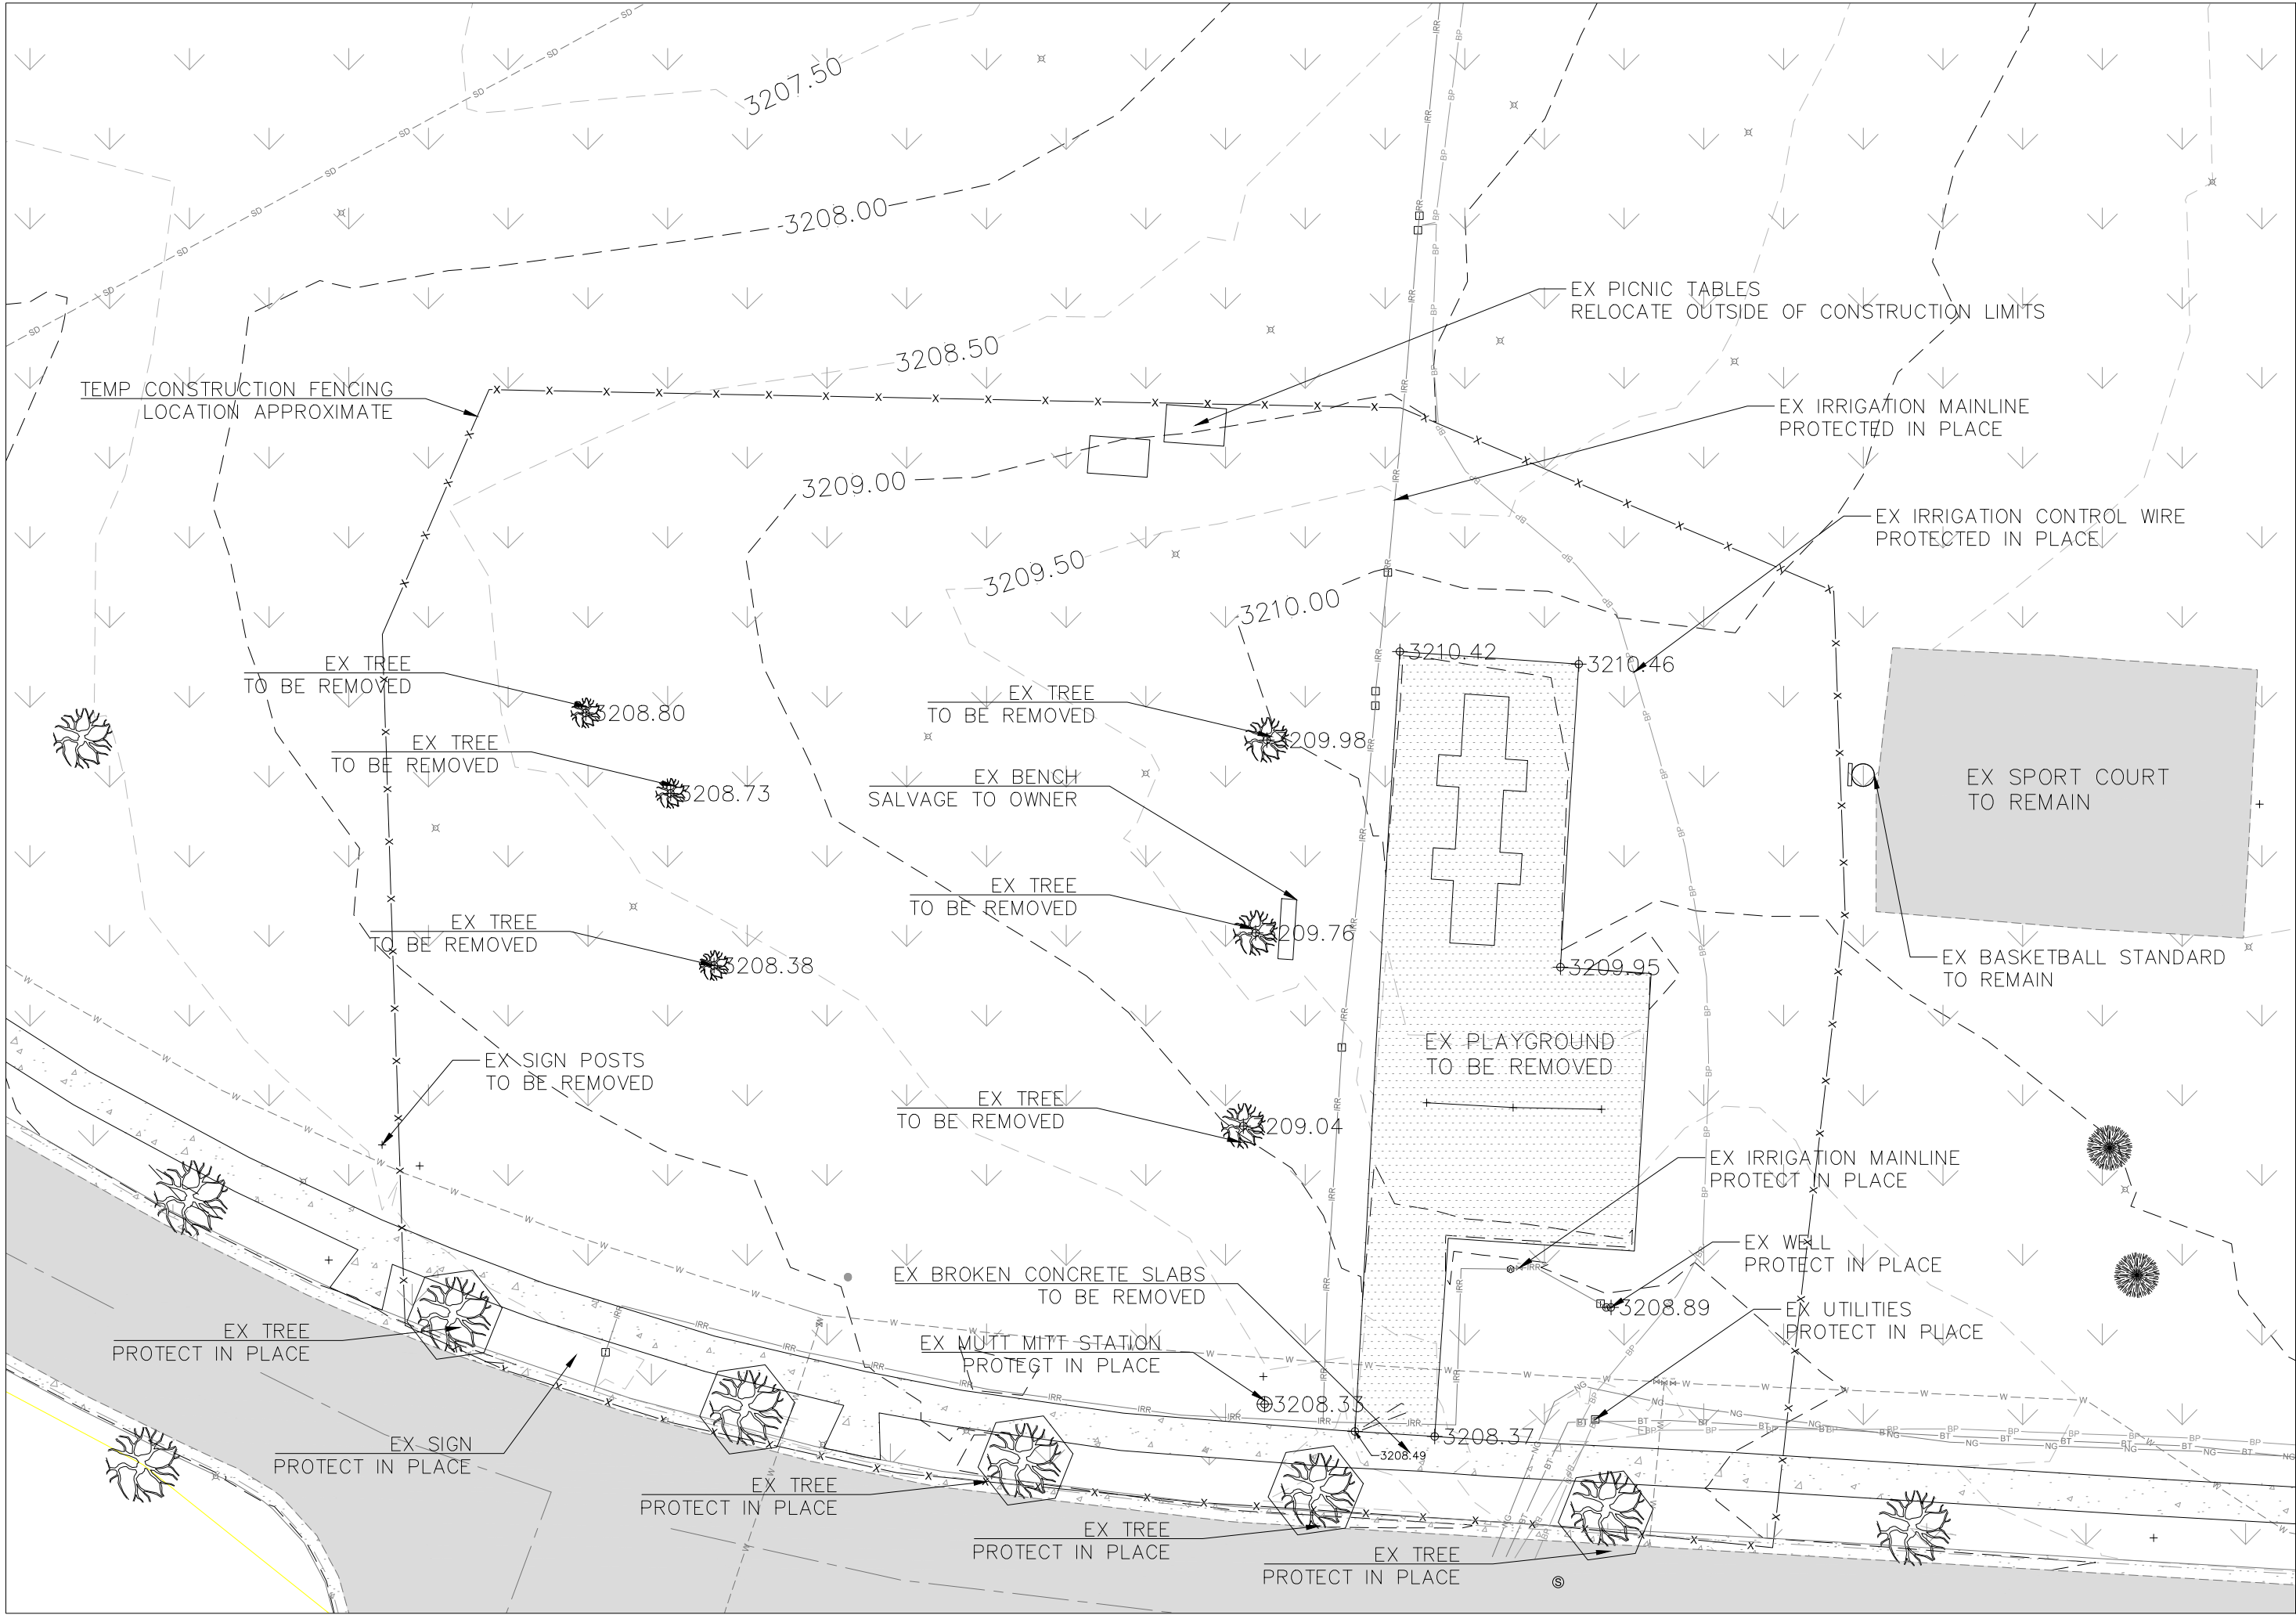 3207.50
3208.00
EX PICNIC TABLES
RELOCATE OUTSIDE OF CONSTRUCTION LIMITS
3208.50
TEMP CONSTRUCTION FENCING
LOCATION APPROXIMATE
EX IRRIGATION MAINLINE
PROTECTED IN PLACE
3209.00
EX IRRIGATION CONTROL WIRE
PROTECTED IN PLACE
3209.50
3210.00
3210.42
3210.46
EX TREE
TO BE REMOVED
3208.80
EX TREE
TO BE REMOVED
3209.98
EX TREE
TO BE REMOVED
3208.73
EX BENCH
SALVAGE TO OWNER
EX SPORT COURT
TO REMAIN
EX TREE
TO BE REMOVED
3209.76
EX TREE
TO BE REMOVED
3208.38
3209.95
EX BASKETBALL STANDARD
TO REMAIN
EX PLAYGROUND
TO BE REMOVED
EX SIGN POSTS
TO BE REMOVED
EX TREE
TO BE REMOVED
3209.04
EX IRRIGATION MAINLINE
PROTECT IN PLACE
EX WELL
PROTECT IN PLACE
EX BROKEN CONCRETE SLABS
TO BE REMOVED
3208.89
EX UTILITIES
PROTECT IN PLACE
EX TREE
PROTECT IN PLACE
EX MUTT MITT STATION
PROTECT IN PLACE
3208.33
3208.37
3208.49
EX SIGN
PROTECT IN PLACE
EX TREE
PROTECT IN PLACE
EX TREE
PROTECT IN PLACE
EX TREE
PROTECT IN PLACE
SD
IRR
BP
W
NG
BT
S